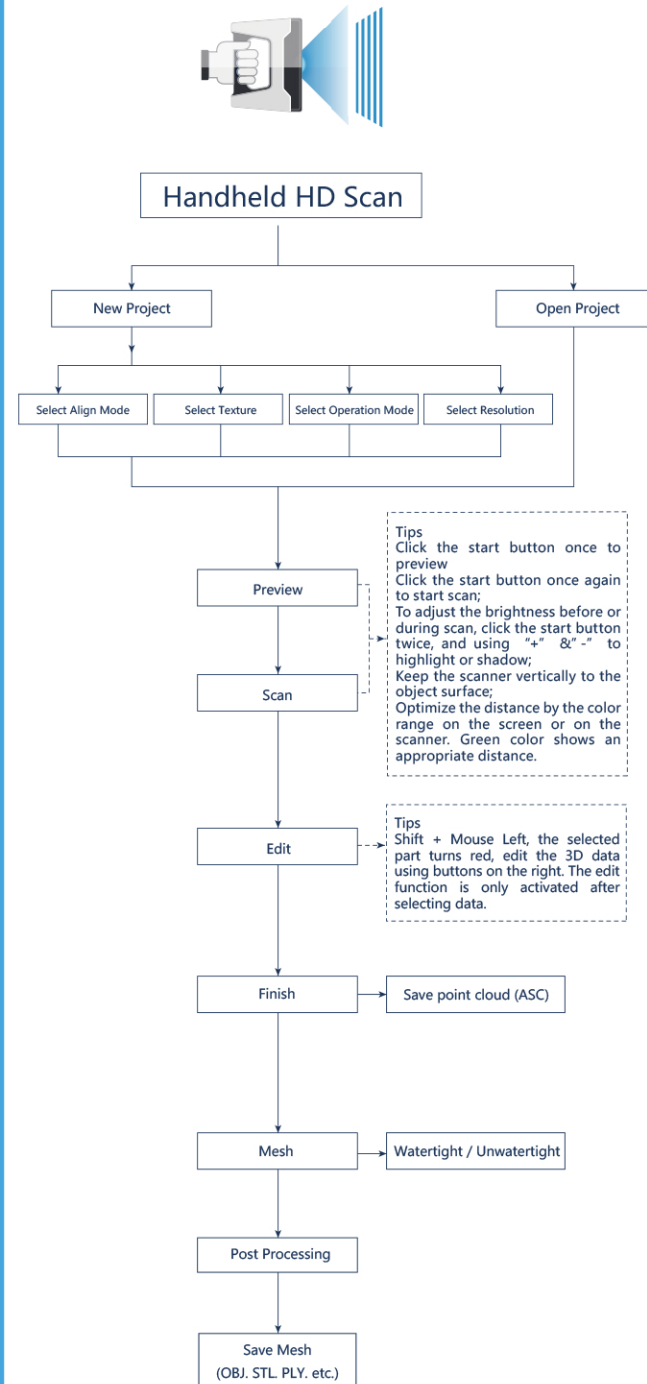 Handheld HD Scan
New Project
Open Project
Select Align Mode
Select Texture
Select Operation Mode
Select Resolution
Preview
Scan
Tips
Click the start button once to
preview
Click the start button once again
to start scan;
To adjust the brightness before or
during scan, click the start button
twice, and using "+" &" -" to
highlight or shadow;
Keep the scanner vertically to the
object surface;
Optimize the distance by the color
range on the screen or on the
scanner. Green color shows an
appropriate distance.
Edit
Tips
Shift + Mouse Left, the selected
part turns red, edit the 3D data
using buttons on the right. The edit
function is only activated after
selecting data.
Finish
Save point cloud (ASC)
Mesh
Watertight / Unwatertight
Post Processing
Save Mesh
(OBJ. STL. PLY. etc.)